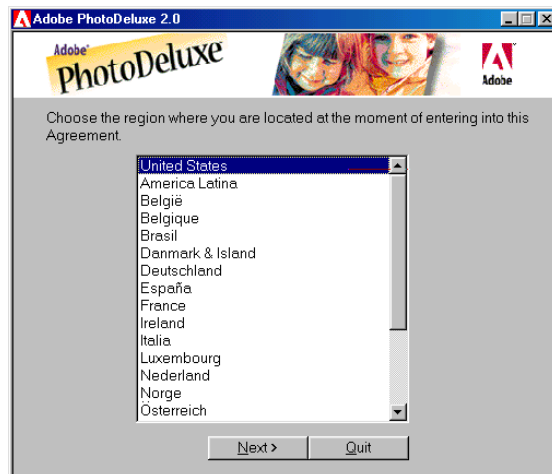 Adobe PhotoDeluxe 2.0
Adobe
PhotoDeluxe
Adobe
Choose the region where you are located at the moment of entering into this
Agreement.
United States
America Latina
België
Belgique
Brasil
Danmark & Island
Deutschland
España
France
Ireland
Italia
Luxembourg
Nederland
Norge
Österreich
Next >
Quit